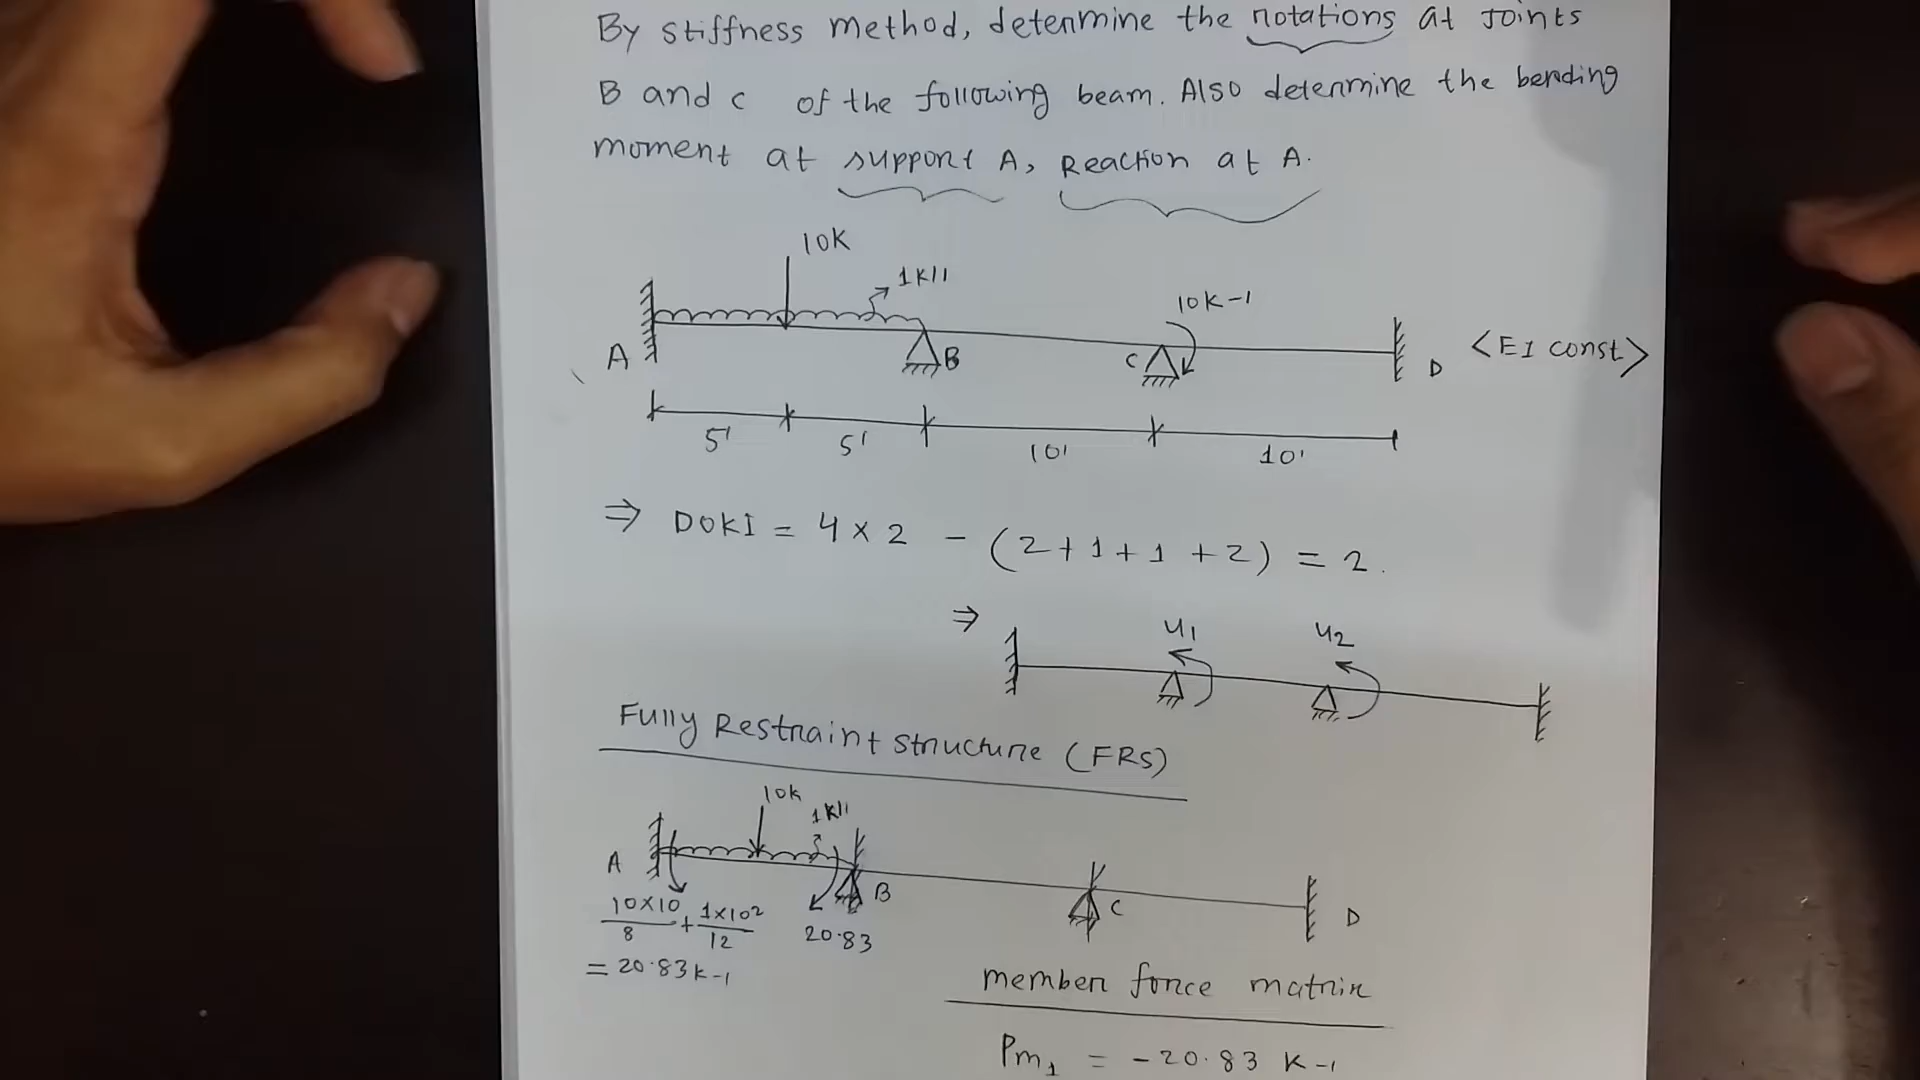 By stiffness method, determine the rotations at Joints
B and C of the following beam. Also determine the bending
moment at support A, Reaction at A.
10K
1K/'
10K-'
A
B
C
D
<EI const>
5'
5'
10'
10'
⇒ DOKI = 4 × 2 - (2+1+1+2) = 2.
⇒
u1
u2
Fully Restraint structure (FRS)
10K
1K/'
A
B
C
D
10×10/8 + 1×10²/12
= 20.83K-'
20.83
member force matrix
Pm1 = -20.83 K-'